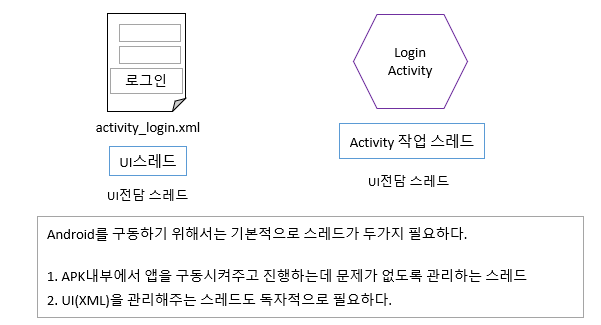 로그인
Login
Activity
activity_login.xml
UI스레드
Activity 작업 스레드
UI전담 스레드
UI전담 스레드
Android를 구동하기 위해서는 기본적으로 스레드가 두가지 필요하다.
1. APK내부에서 앱을 구동시켜주고 진행하는데 문제가 없도록 관리하는 스레드
2. UI(XML)을 관리해주는 스레드도 독자적으로 필요하다.